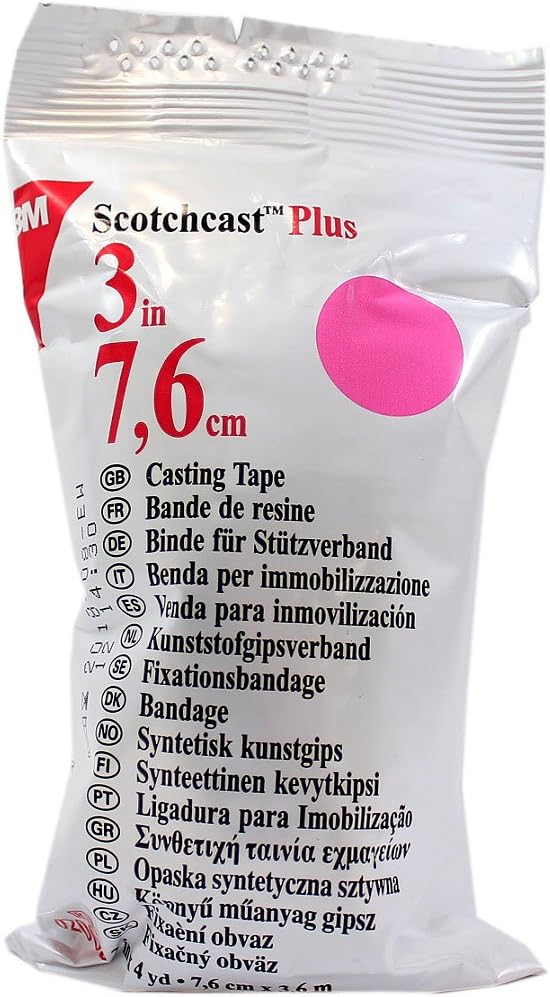 3M
Scotchcast™ Plus
3 in
7,6 cm
GB Casting Tape
FR Bande de resine
DE Binde für Stützverband
IT Benda per immobilizzazione
ES Venda para inmovilización
NL Kunststofgipsverband
SE Fixationsbandage
DK Bandage
NO Syntetisk kunstgips
FI Synteettinen kevytkipsi
PT Ligadura para Imobilização
GR Συνθετιχή ταινία εχμαγείων
PL Opaska syntetyczna sztywna
HU Könnyű műanyag gipsz
CZ Fixaèní obvaz
Fixačný obväz
4 yd • 7,6 cm x 3,6 m